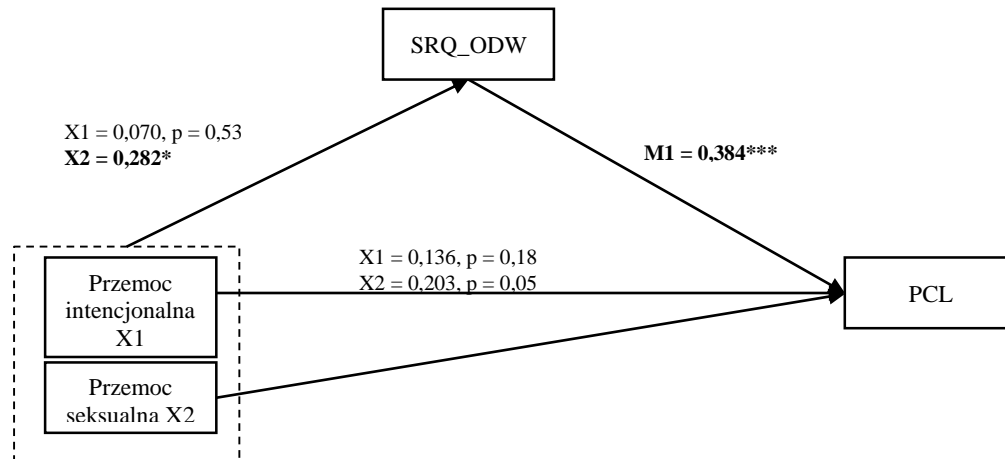 SRQ_ODW
X1 = 0,070, p = 0,53
X2 = 0,282*
M1 = 0,384***
X1 = 0,136, p = 0,18
X2 = 0,203, p = 0,05
Przemoc
intencjonalna
X1
PCL
Przemoc
seksualna X2